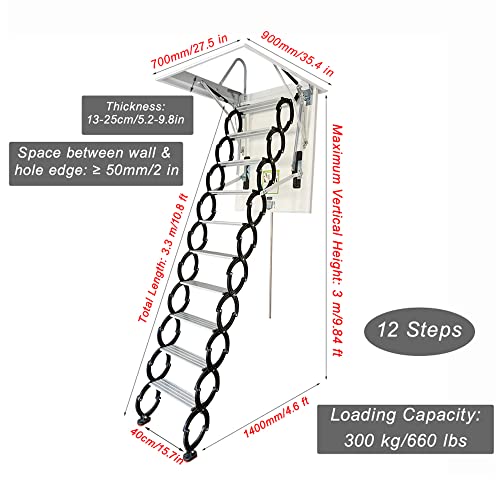 700mm/27.5 in
900mm/35.4 in
Thickness:
13-25cm/5.2-9.8in
Space between wall &
hole edge: ≥ 50mm/2 in
Total Length: 3.3 m/10.8 ft
Maximum Vertical Height: 3 m/9.84 ft
12 Steps
Loading Capacity:
300 kg/660 lbs
40cm/15.7in
1400mm/4.6 ft